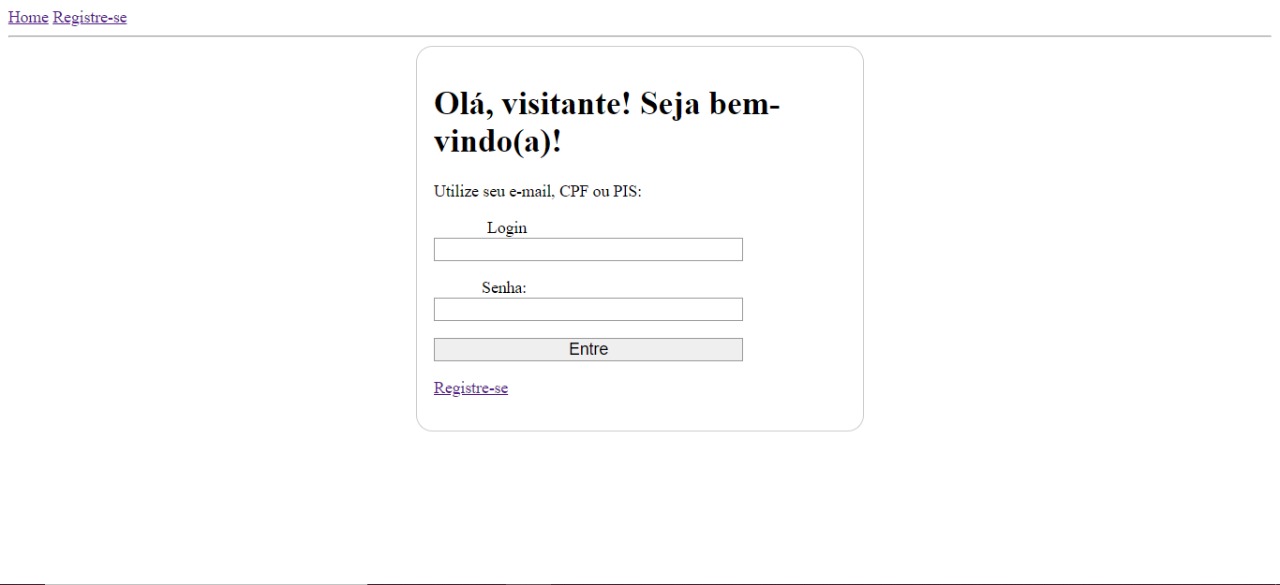 Home Registre-se
Olá, visitante! Seja bem-
vindo(a)!
Utilize seu e-mail, CPF ou PIS:
Login
Senha:
Entre
Registre-se